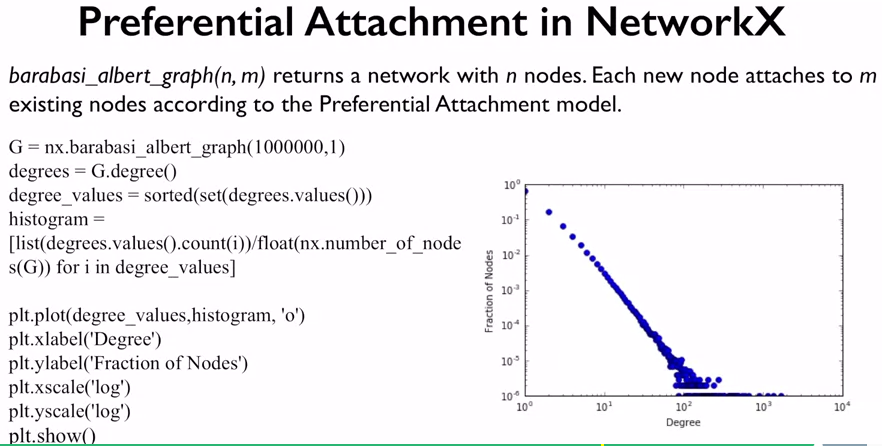 Preferential Attachment in NetworkX
barabasi_albert_graph(n, m) returns a network with n nodes. Each new node attaches to m
existing nodes according to the Preferential Attachment model.
G = nx.barabasi_albert_graph(1000000,1)
degrees = G.degree()
degree_values = sorted(set(degrees.values()))
histogram =
[list(degrees.values().count(i))/float(nx.number_of_node
s(G)) for i in degree_values]
plt.plot(degree_values,histogram, 'o')
plt.xlabel('Degree')
plt.ylabel('Fraction of Nodes')
plt.xscale('log')
plt.yscale('log')
plt.show()
Fraction of Nodes
10⁰
10⁻¹
10⁻²
10⁻³
10⁻⁴
10⁻⁵
10⁻⁶
10⁰ 10¹ 10² 10³ 10⁴
Degree